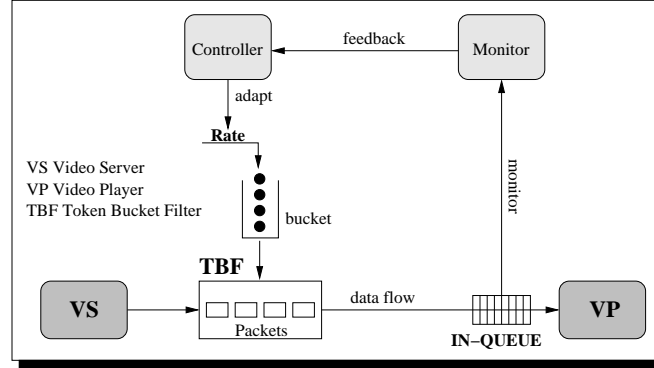 Controller
feedback
Monitor
adapt
Rate
VS Video Server
VP Video Player
TBF Token Bucket Filter
bucket
monitor
TBF
VS
Packets
data flow
IN−QUEUE
VP